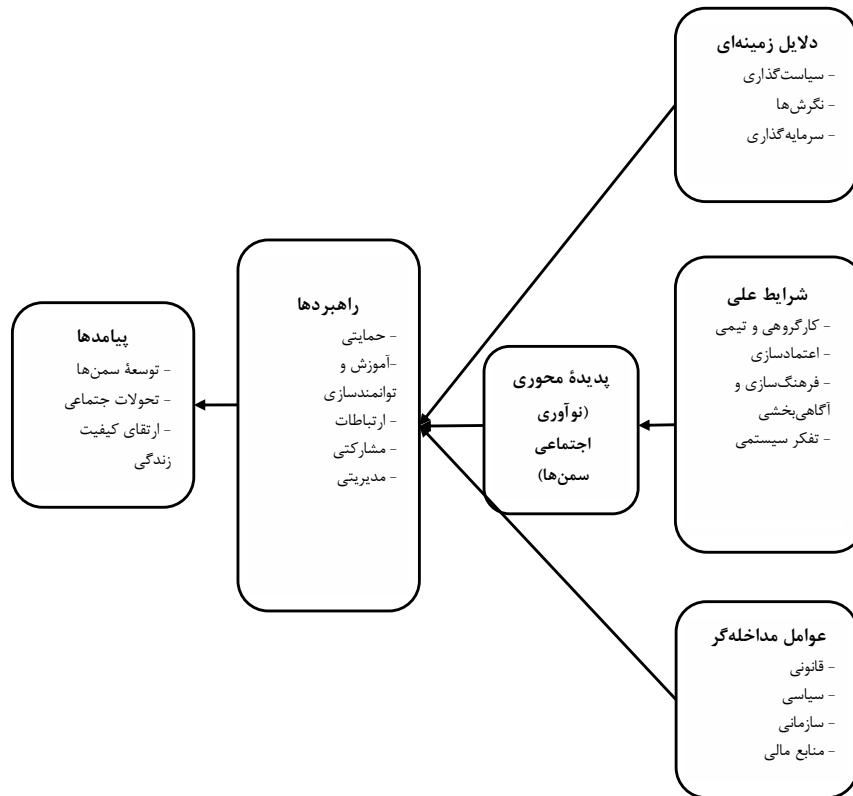 دلایل زمینه‌ای
- سیاست‌گذاری
- نگرش‌ها
- سرمایه‌گذاری
شرایط علی
- کارگروهی و تیمی
- اعتمادسازی
- فرهنگ‌سازی و
آگاهی‌بخشی
- تفکر سیستمی
عوامل مداخله‌گر
- قانونی
- سیاسی
- سازمانی
- منابع مالی
پدیدۀ محوری
(نوآوری
اجتماعی
سمن‌ها)
راهبردها
- حمایتی
-آموزش و
توانمندسازی
- ارتباطات
- مشارکتی
- مدیریتی
پیامدها
- توسعۀ سمن‌ها
- تحولات جتماعی
- ارتقای کیفیت
زندگی